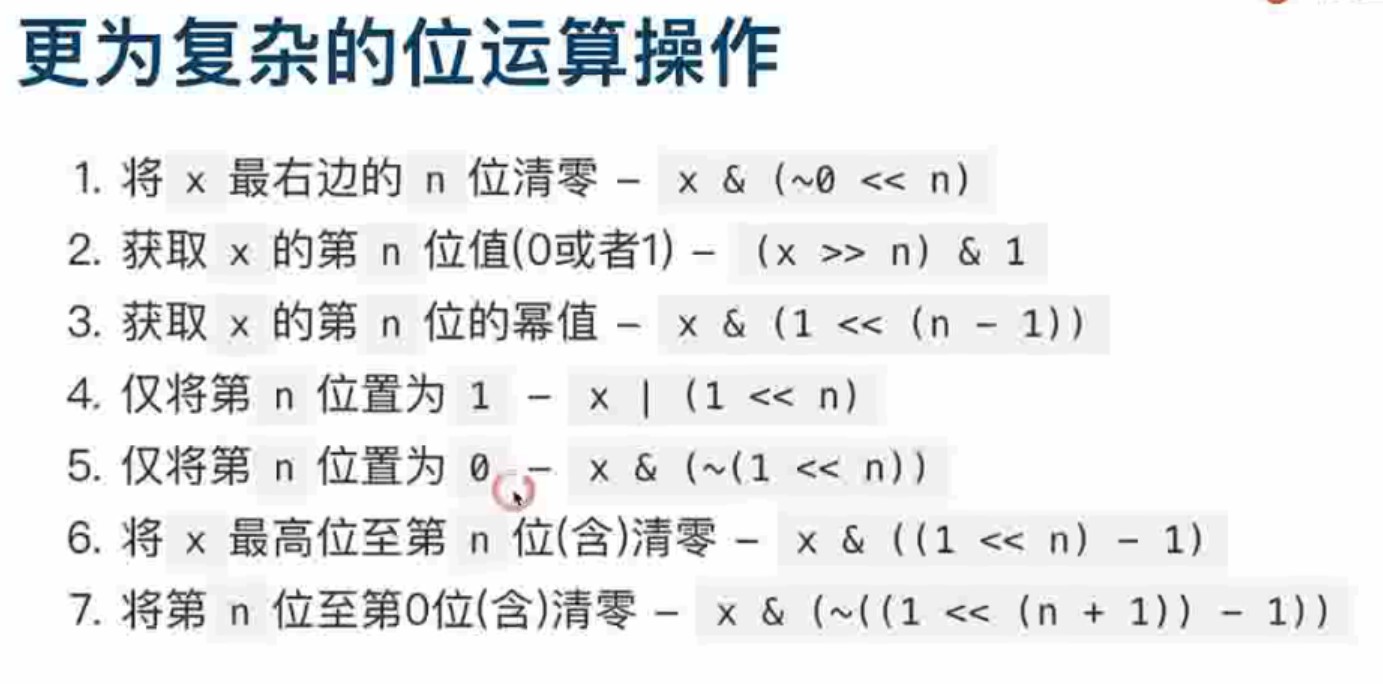 更为复杂的位运算操作
1. 将 x 最右边的 n 位清零 – x & (~0 << n)
2. 获取 x 的第 n 位值(0或者1) – (x >> n) & 1
3. 获取 x 的第 n 位的幂值 – x & (1 << (n - 1))
4. 仅将第 n 位置为 1 – x | (1 << n)
5. 仅将第 n 位置为 0 – x & (~(1 << n))
6. 将 x 最高位至第 n 位(含)清零 – x & ((1 << n) - 1)
7. 将第 n 位至第0位(含)清零 – x & (~((1 << (n + 1)) - 1))